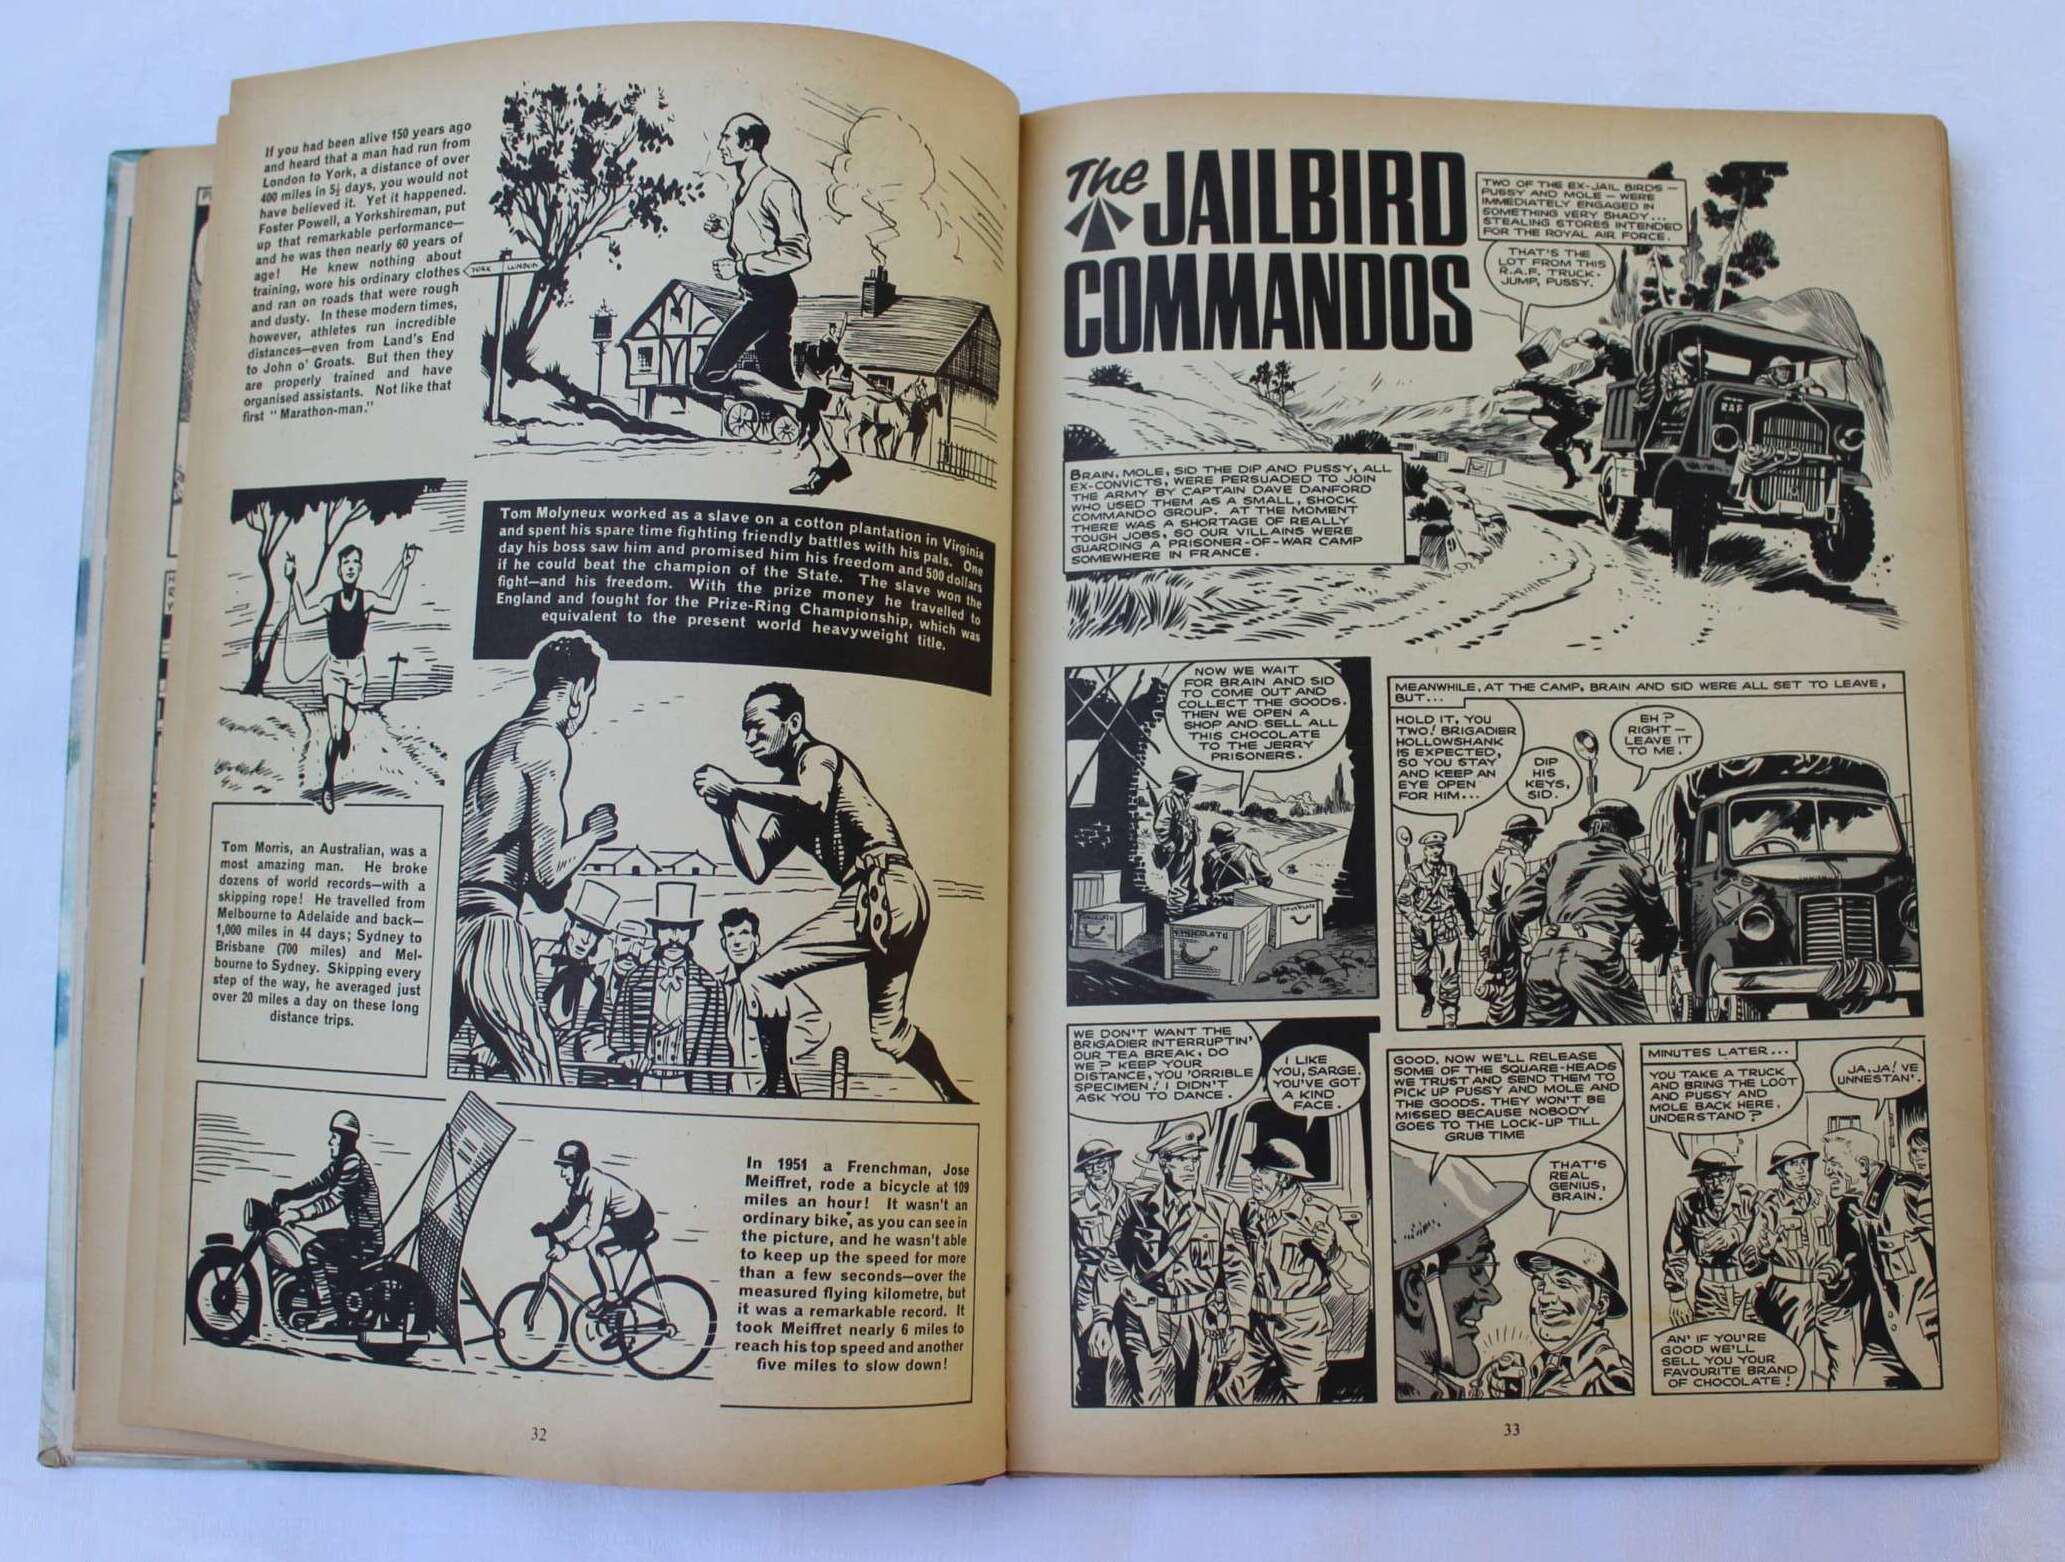 If you had been alive 150 years ago
and heard that a man had run from
London to York, a distance of over
400 miles in 5½ days, you would not
have believed it. Yet it happened.
Foster Powell, a Yorkshireman, put
up that remarkable performance—
and he was then nearly 60 years of
age! He knew nothing about
training, wore his ordinary clothes
and ran on roads that were rough
and dusty. In these modern times,
however, athletes run incredible
distances—even from Land's End
to John o' Groats. But then they
are properly trained and have
organised assistants. Not like that
first "Marathon-man."
YORK LONDON
Tom Molyneux worked as a slave on a cotton plantation in Virginia
and spent his spare time fighting friendly battles with his pals. One
day his boss saw him and promised him his freedom and 500 dollars
if he could beat the champion of the State. The slave won the
fight—and his freedom. With the prize money he travelled to
England and fought for the Prize-Ring Championship, which was
equivalent to the present world heavyweight title.
Tom Morris, an Australian, was a
most amazing man. He broke
dozens of world records—with a
skipping rope! He travelled from
Melbourne to Adelaide and back—
1,000 miles in 44 days; Sydney to
Brisbane (700 miles) and Mel-
bourne to Sydney. Skipping every
step of the way, he averaged just
over 20 miles a day on these long
distance trips.
In 1951 a Frenchman, Jose
Meiffret, rode a bicycle at 109
miles an hour! It wasn't an
ordinary bike, as you can see in
the picture, and he wasn't able
to keep up the speed for more
than a few seconds—over the
measured flying kilometre, but
it was a remarkable record. It
took Meiffret nearly 6 miles to
reach his top speed and another
five miles to slow down!
32
The JAILBIRD
COMMANDOS
TWO OF THE EX-JAIL BIRDS —
PUSSY AND MOLE — WERE
IMMEDIATELY ENGAGED IN
SOMETHING VERY SHADY...
STEALING STORES INTENDED
FOR THE ROYAL AIR FORCE.
THAT'S THE
LOT FROM THIS
R.A.F. TRUCK.
JUMP, PUSSY.
RAF
BRAIN, MOLE, SID THE DIP AND PUSSY, ALL
EX-CONVICTS, WERE PERSUADED TO JOIN
THE ARMY BY CAPTAIN DAVE DANFORD
WHO USED THEM AS A SMALL, SHOCK
COMMANDO GROUP. AT THE MOMENT
THERE WAS A SHORTAGE OF REALLY
TOUGH JOBS, SO OUR VILLAINS WERE
GUARDING A PRISONER-OF-WAR CAMP
SOMEWHERE IN FRANCE.
NOW WE WAIT
FOR BRAIN AND SID
TO COME OUT AND
COLLECT THE GOODS.
THEN WE OPEN A
SHOP AND SELL ALL
THIS CHOCOLATE
TO THE JERRY
PRISONERS.
CHOCOLATE
MEANWHILE, AT THE CAMP, BRAIN AND SID WERE ALL SET TO LEAVE,
BUT...
HOLD IT, YOU
TWO! BRIGADIER
HOLLOWSHANK
IS EXPECTED,
SO YOU STAY
AND KEEP AN
EYE OPEN
FOR HIM...
DIP
HIS
KEYS,
SID.
EH?
RIGHT —
LEAVE IT
TO ME.
WE DON'T WANT THE
BRIGADIER INTERRUPTIN'
OUR TEA BREAK, DO
WE? KEEP YOUR
DISTANCE, YOU 'ORRIBLE
SPECIMEN! I DIDN'T
ASK YOU TO DANCE.
I LIKE
YOU, SARGE.
YOU'VE GOT
A KIND
FACE.
GOOD. NOW WE'LL RELEASE
SOME OF THE SQUARE-HEADS
WE TRUST AND SEND THEM TO
PICK UP PUSSY AND MOLE AND
THE GOODS. THEY WON'T BE
MISSED BECAUSE NOBODY
GOES TO THE LOCK-UP TILL
GRUB TIME
THAT'S
REAL
GENIUS,
BRAIN.
MINUTES LATER...
YOU TAKE A TRUCK
AND BRING THE LOOT
AND PUSSY AND
MOLE BACK HERE,
UNDERSTAND?
JA, JA! VE
UNNESTAN'.
AN' IF YOU'RE
GOOD WE'LL
SELL YOU YOUR
FAVOURITE BRAND
OF CHOCOLATE!
33